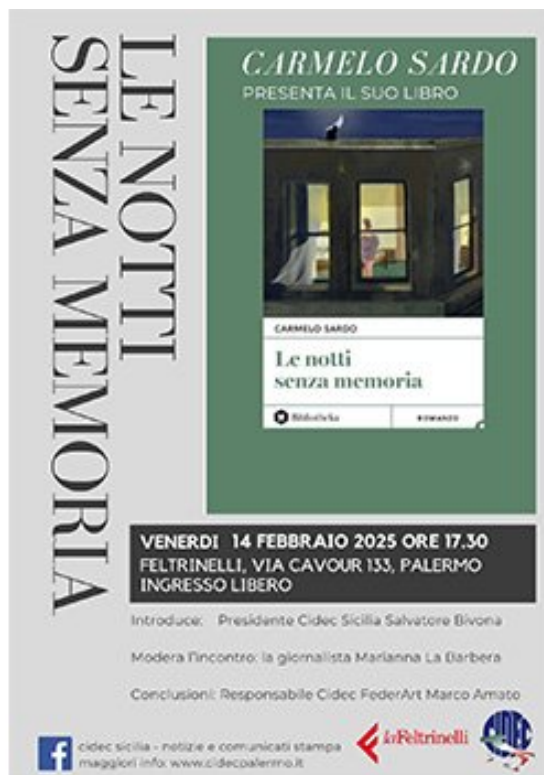 LE NOTTI
SENZA MEMORIA
CARMELO SARDO
PRESENTA IL SUO LIBRO
CARMELO SARDO
Le notti
senza memoria
Bibliotheka
ROMANZO
VENERDI 14 FEBBRAIO 2025 ORE 17.30
FELTRINELLI, VIA CAVOUR 133, PALERMO
INGRESSO LIBERO
Introduce: Presidente Cidec Sicilia Salvatore Bivona
Modera l'incontro: la giornalista Marianna La Barbera
Conclusioni: Responsabile Cidec FederArt Marco Amato
cidec sicilia - notizie e comunicati stampa
maggiori info: www.cidecpalermo.it
laFeltrinelli
CIDEC